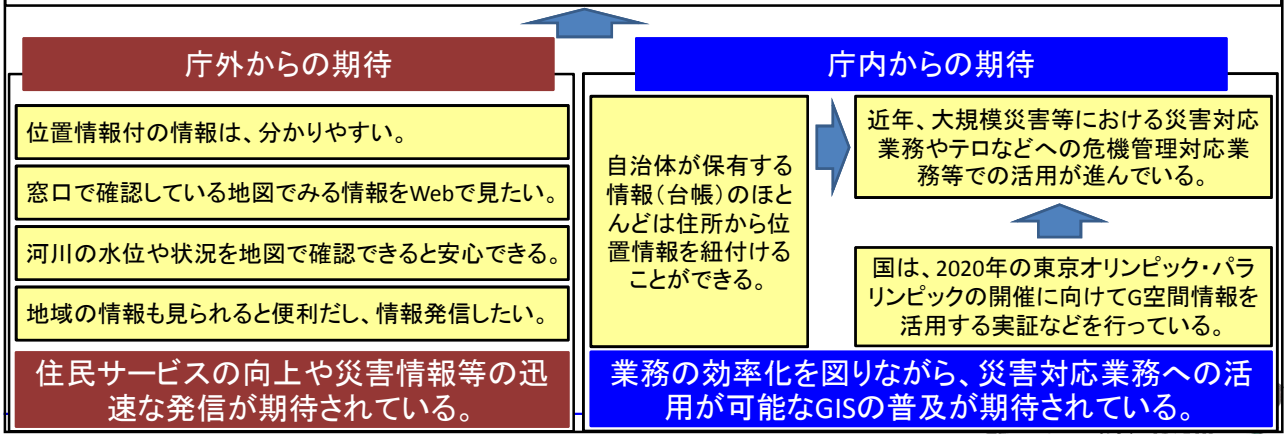 庁外からの期待
位置情報付の情報は、分かりやすい。
窓口で確認している地図でみる情報をWebで見たい。
河川の水位や状況を地図で確認できると安心できる。
地域の情報も見られると便利だし、情報発信したい。
住民サービスの向上や災害情報等の迅
速な発信が期待されている。
庁内からの期待
自治体が保有する
情報（台帳）のほと
んどは住所から位
置情報を紐付ける
ことができる。
近年、大規模災害等における災害対応
業務やテロなどへの危機管理対応業
務等での活用が進んでいる。
国は、2020年の東京オリンピック・パラ
リンピックの開催に向けてG空間情報を
活用する実証などを行っている。
業務の効率化を図りながら、災害対応業務への活
用が可能なGISの普及が期待されている。